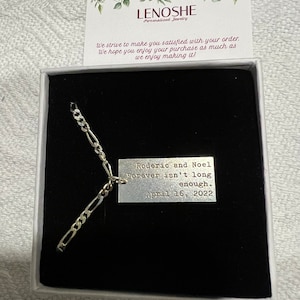 LENOSHE
Personalized Jewelry
We strive to make you satisfied with your order.
We hope you enjoy your purchase as much as
we enjoy making it!
Roderic and Noel
Forever isn't long
enough.
April 16, 2022